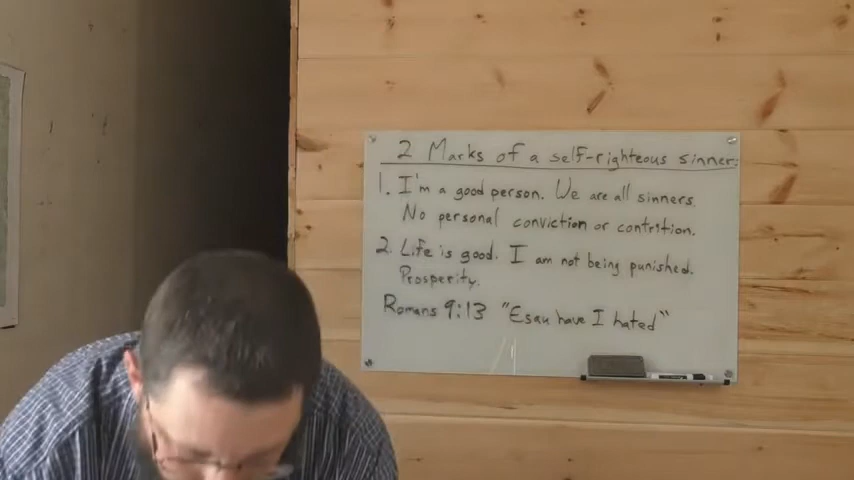 2 Marks of a self-righteous sinner:
1. I'm a good person. We are all sinners.
No personal conviction or contrition.
2. Life is good. I am not being punished.
Prosperity.
Romans 9:13 "Esau have I hated"